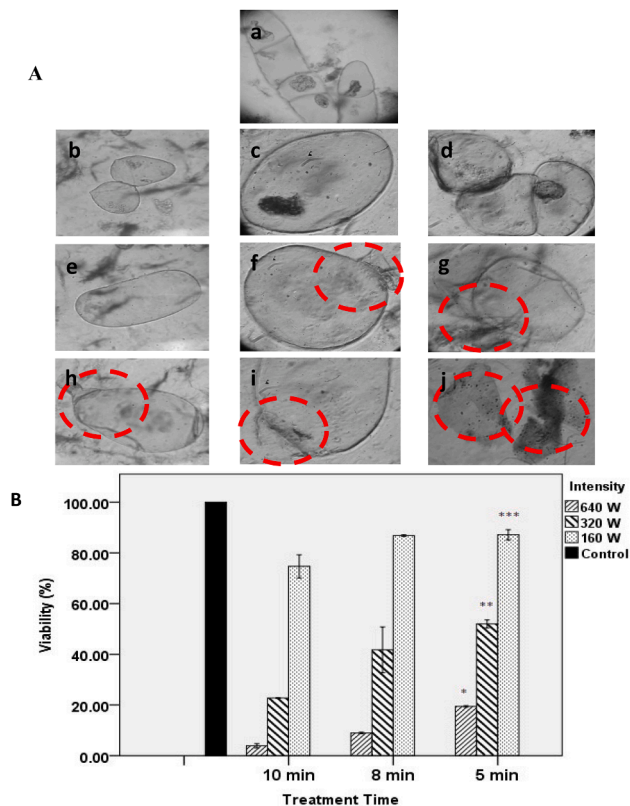 a
A
b
c
d
e
f
g
h
i
j
B
Intensity
640 W
320 W
160 W
Control
100.00
80.00
60.00
40.00
20.00
0.00
Viability (%)
***
**
*
10 min
8 min
5 min
Treatment Time